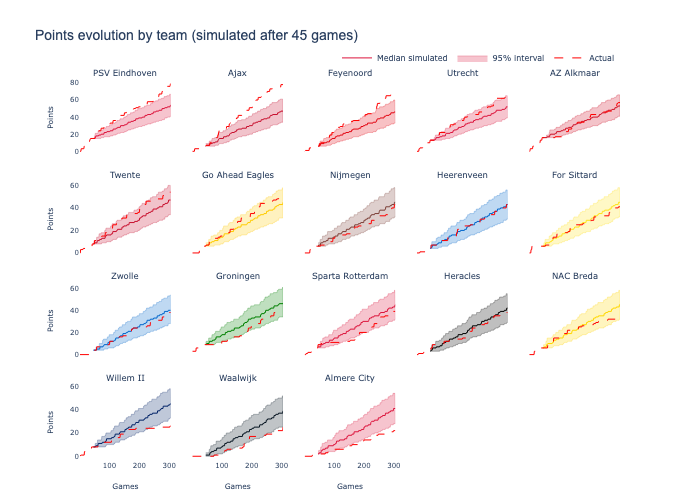 Points evolution by team (simulated after 45 games)
Median simulated 95% interval Actual
PSV Eindhoven Ajax Feyenoord Utrecht AZ Alkmaar
80
60
40
20
0
Points
Twente Go Ahead Eagles Nijmegen Heerenveen For Sittard
60
40
20
0
Points
Zwolle Groningen Sparta Rotterdam Heracles NAC Breda
60
40
20
0
Points
Willem II Waalwijk Almere City
60
40
20
0
Points
100 200 300 100 200 300 100 200 300
Games Games Games